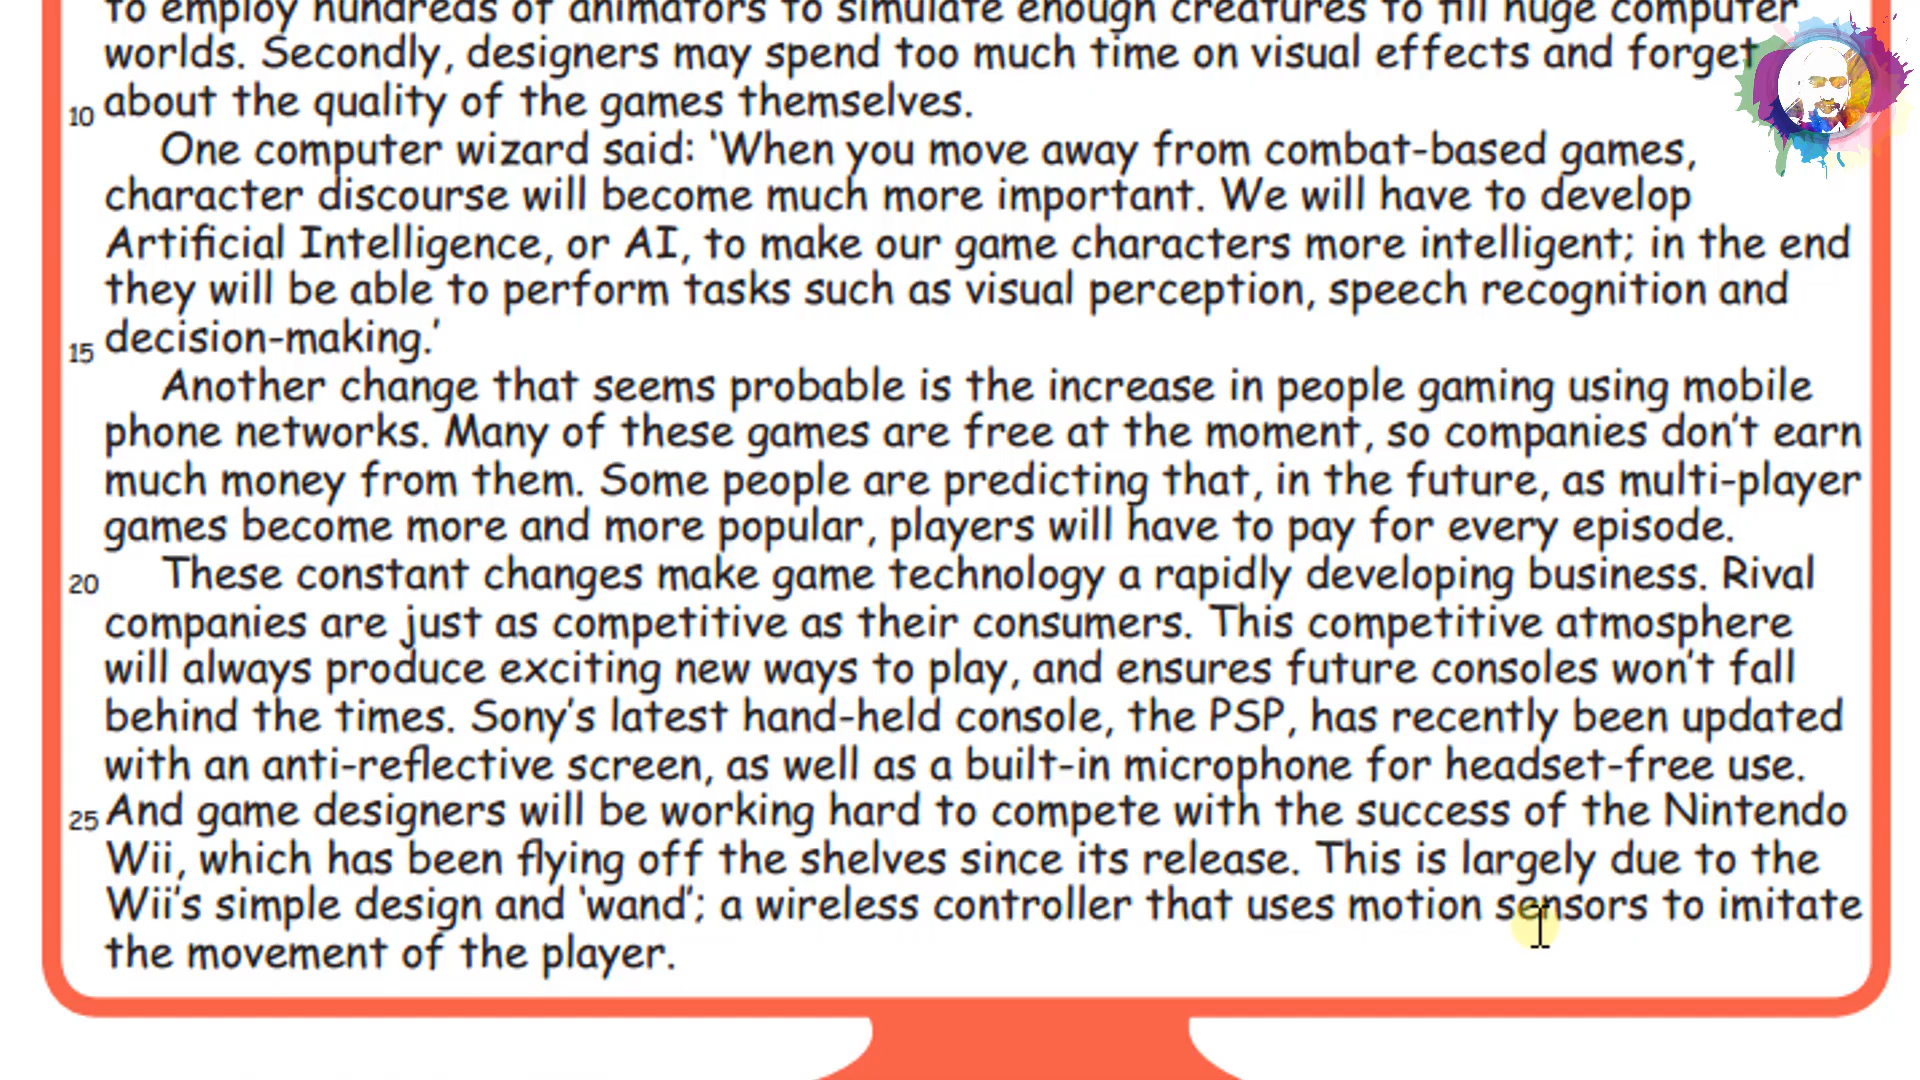 to employ hundreds of animators to simulate enough creatures to fill huge computer
worlds. Secondly, designers may spend too much time on visual effects and forget
10 about the quality of the games themselves.
One computer wizard said: 'When you move away from combat-based games,
character discourse will become much more important. We will have to develop
Artificial Intelligence, or AI, to make our game characters more intelligent; in the end
they will be able to perform tasks such as visual perception, speech recognition and
15 decision-making.'
Another change that seems probable is the increase in people gaming using mobile
phone networks. Many of these games are free at the moment, so companies don't earn
much money from them. Some people are predicting that, in the future, as multi-player
games become more and more popular, players will have to pay for every episode.
20 These constant changes make game technology a rapidly developing business. Rival
companies are just as competitive as their consumers. This competitive atmosphere
will always produce exciting new ways to play, and ensures future consoles won't fall
behind the times. Sony's latest hand-held console, the PSP, has recently been updated
with an anti-reflective screen, as well as a built-in microphone for headset-free use.
25 And game designers will be working hard to compete with the success of the Nintendo
Wii, which has been flying off the shelves since its release. This is largely due to the
Wii's simple design and 'wand'; a wireless controller that uses motion sensors to imitate
the movement of the player.